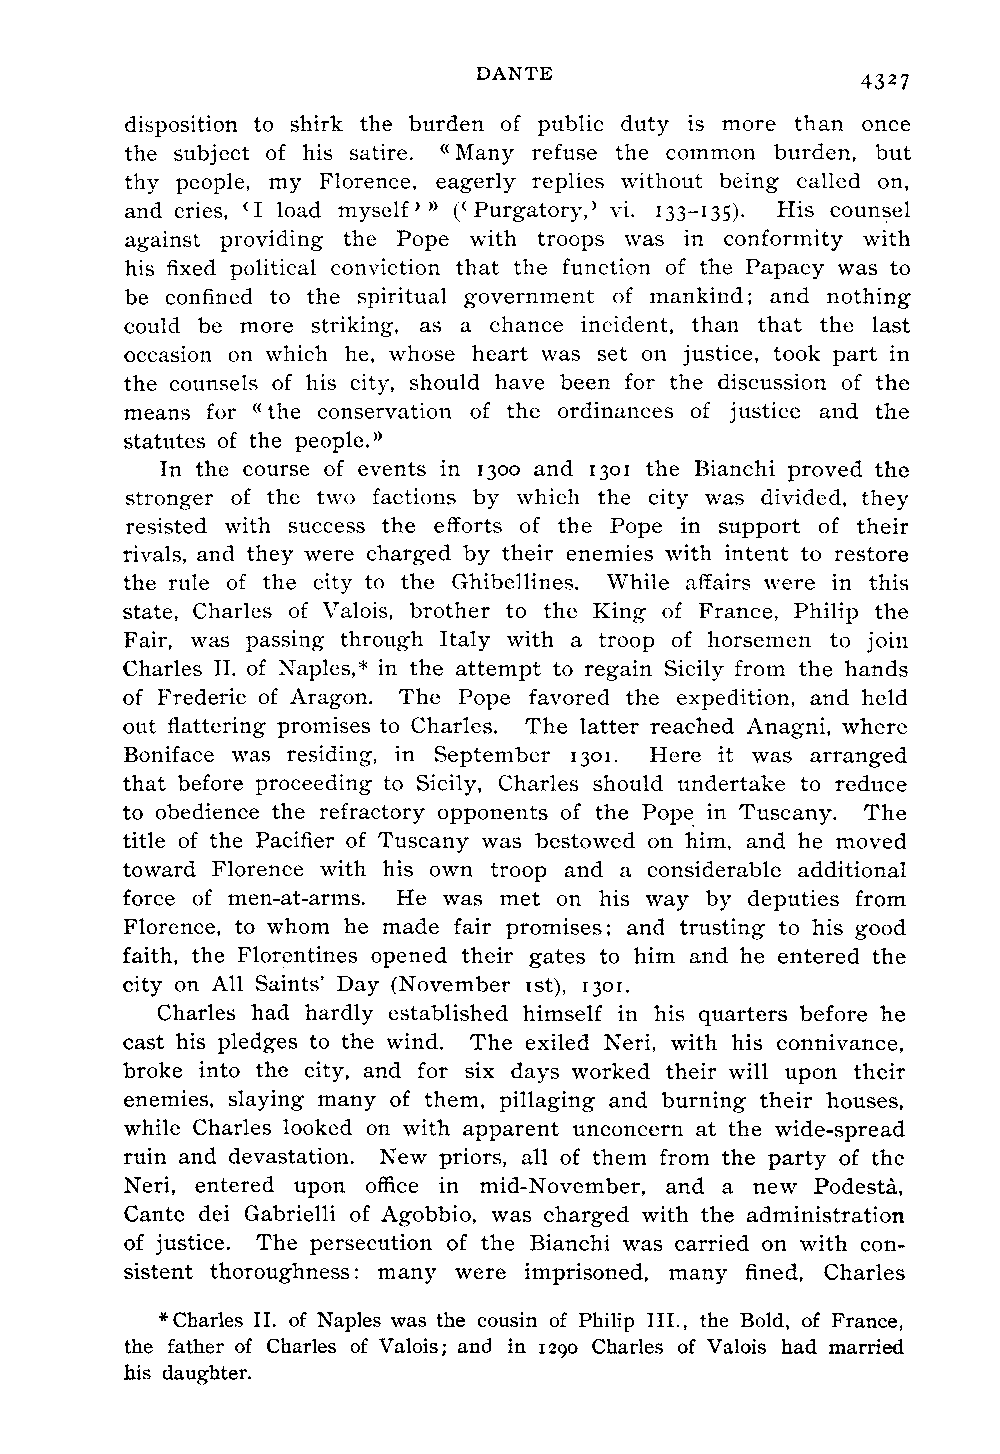 DANTE
4327
disposition to shirk the burden of public duty is more than once
the subject of his satire. «Many refuse the common burden, but
thy people, my Florence, eagerly replies without being called on,
and cries, ‹I load myself›» (‹Purgatory,› vi. 133-135). His counsel
against providing the Pope with troops was in conformity with
his fixed political conviction that the function of the Papacy was to
be confined to the spiritual government of mankind; and nothing
could be more striking, as a chance incident, than that the last
occasion on which he, whose heart was set on justice, took part in
the counsels of his city, should have been for the discussion of the
means for «the conservation of the ordinances of justice and the
statutes of the people.»
In the course of events in 1300 and 1301 the Bianchi proved the
stronger of the two factions by which the city was divided, they
resisted with success the efforts of the Pope in support of their
rivals, and they were charged by their enemies with intent to restore
the rule of the city to the Ghibellines. While affairs were in this
state, Charles of Valois, brother to the King of France, Philip the
Fair, was passing through Italy with a troop of horsemen to join
Charles II. of Naples,* in the attempt to regain Sicily from the hands
of Frederic of Aragon. The Pope favored the expedition, and held
out flattering promises to Charles. The latter reached Anagni, where
Boniface was residing, in September 1301. Here it was arranged
that before proceeding to Sicily, Charles should undertake to reduce
to obedience the refractory opponents of the Pope in Tuscany. The
title of the Pacifier of Tuscany was bestowed on him, and he moved
toward Florence with his own troop and a considerable additional
force of men-at-arms. He was met on his way by deputies from
Florence, to whom he made fair promises; and trusting to his good
faith, the Florentines opened their gates to him and he entered the
city on All Saints' Day (November 1st), 1301.
Charles had hardly established himself in his quarters before he
cast his pledges to the wind. The exiled Neri, with his connivance,
broke into the city, and for six days worked their will upon their
enemies, slaying many of them, pillaging and burning their houses,
while Charles looked on with apparent unconcern at the wide-spread
ruin and devastation. New priors, all of them from the party of the
Neri, entered upon office in mid-November, and a new Podestà,
Cante dei Gabrielli of Agobbio, was charged with the administration
of justice. The persecution of the Bianchi was carried on with con-
sistent thoroughness: many were imprisoned, many fined, Charles
*Charles II. of Naples was the cousin of Philip III., the Bold, of France,
the father of Charles of Valois; and in 1290 Charles of Valois had married
his daughter.